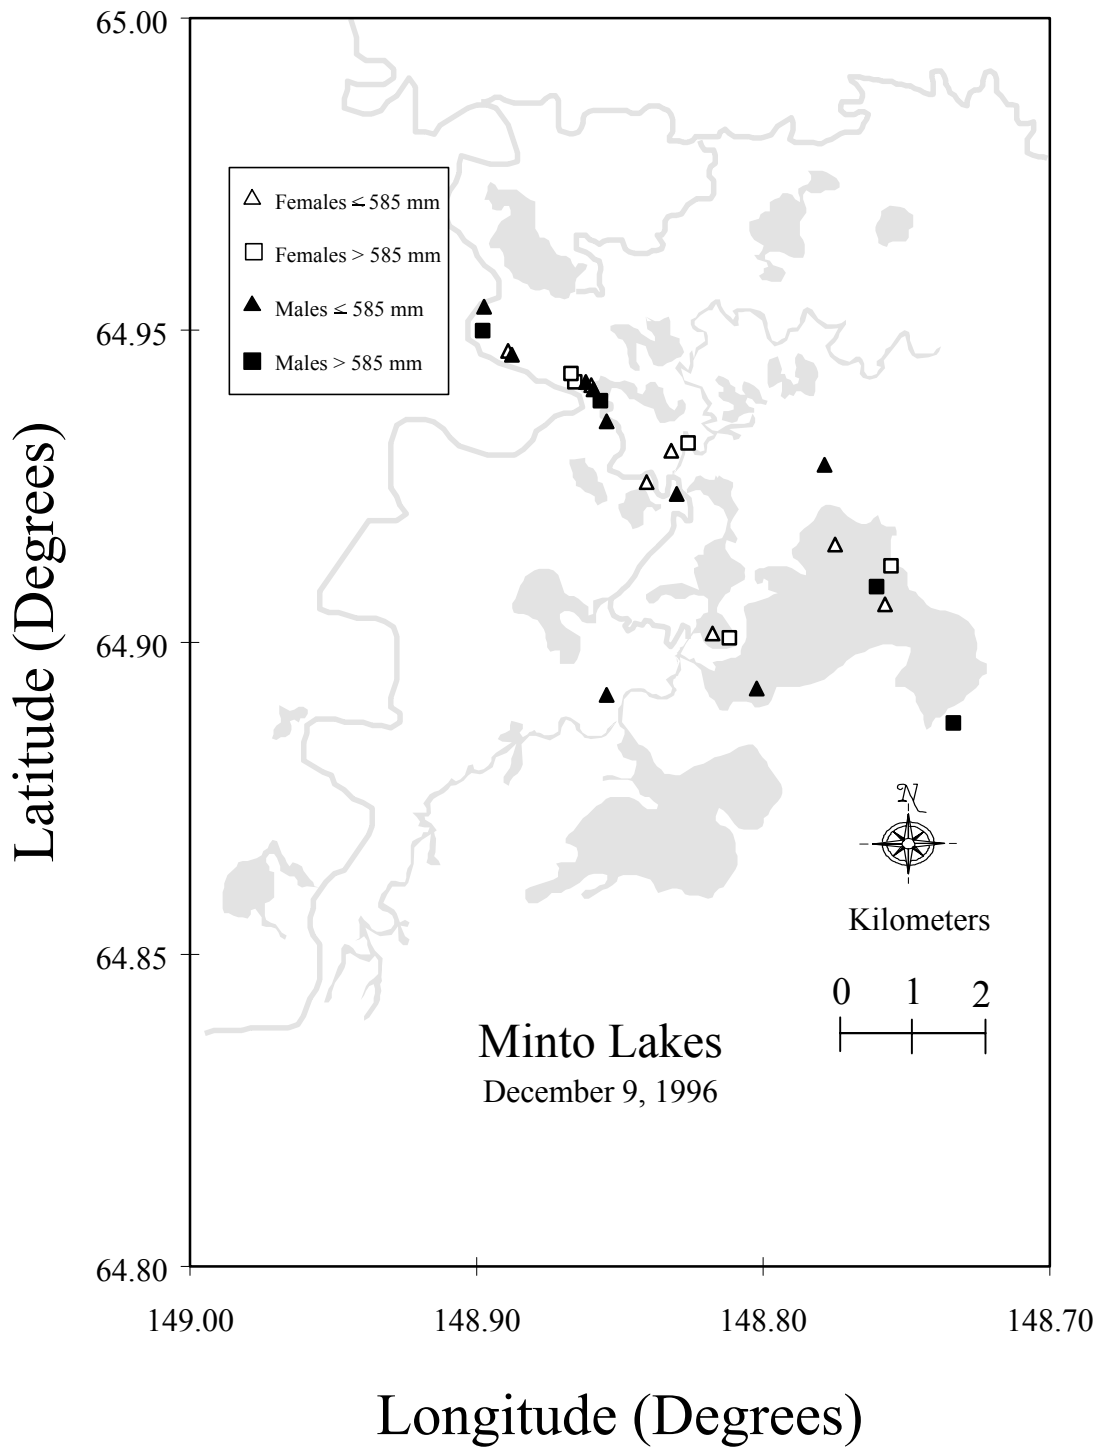 65.00
Females ≤ 585 mm
Females > 585 mm
Males ≤ 585 mm
Males > 585 mm
64.95
64.90
64.85
64.80
Latitude (Degrees)
N
Kilometers
0 1 2
Minto Lakes
December 9, 1996
149.00 148.90 148.80 148.70
Longitude (Degrees)